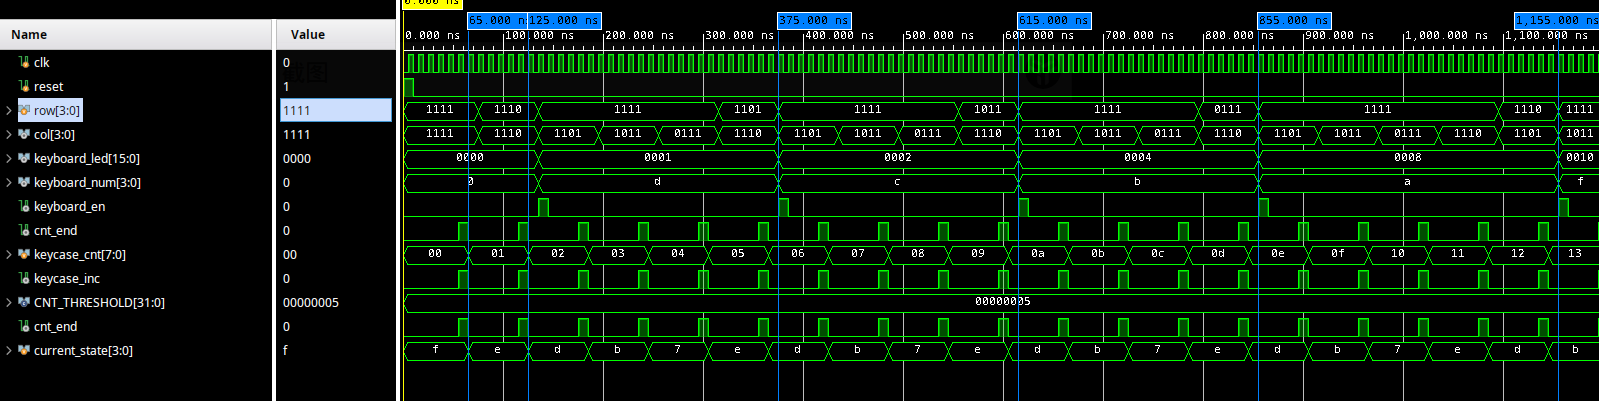 0.000 ns
65.000 n 125.000 ns 375.000 ns 615.000 ns 855.000 ns 1,155.000 ns
Name Value
0.000 ns 100.000 ns 200.000 ns 300.000 ns 400.000 ns 500.000 ns 600.000 ns 700.000 ns 800.000 ns 900.000 ns 1,000.000 ns 1,100.000 ns
clk 0
reset 1
row[3:0] 1111 1111 1110 1111 1101 1111 1011 1111 0111 1111 1110 1111
col[3:0] 1111 1111 1110 1101 1011 0111 1110 1101 1011 0111 1110 1101 1011 0111 1110 1101 1011 0111 1110 1101 1011
keyboard_led[15:0] 0000 0000 0001 0002 0004 0008 0010
keyboard_num[3:0] 0 0 d c b a f
keyboard_en 0
cnt_end 0
keycase_cnt[7:0] 00 00 01 02 03 04 05 06 07 08 09 0a 0b 0c 0d 0e 0f 10 11 12 13
keycase_inc 0
CNT_THRESHOLD[31:0] 00000005 00000005
cnt_end 0
current_state[3:0] f f e d b 7 e d b 7 e d b 7 e d b 7 e d b